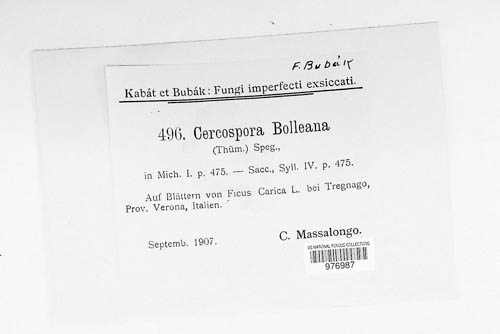 F. Bubák
Kabát et Bubák: Fungi imperfecti exsiccati.
496. Cercospora Bolleana
(Thüm.) Speg.,
in Mich. I. p. 475. — Sacc., Syll. IV. p. 475.
Auf Blättern von Ficus Carica L. bei Tregnago,
Prov. Verona, Italien.
Septemb. 1907.
C. Massalongo.
US NATIONAL FUNGUS COLLECTIONS
976987